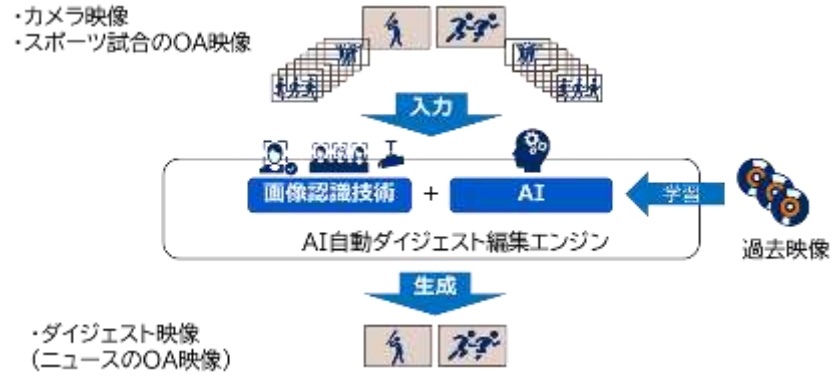 ・カメラ映像
・スポーツ試合のOA映像
入力
画像認識技術 + AI
学習
AI自動ダイジェスト編集エンジン
過去映像
生成
・ダイジェスト映像
(ニュースのOA映像)